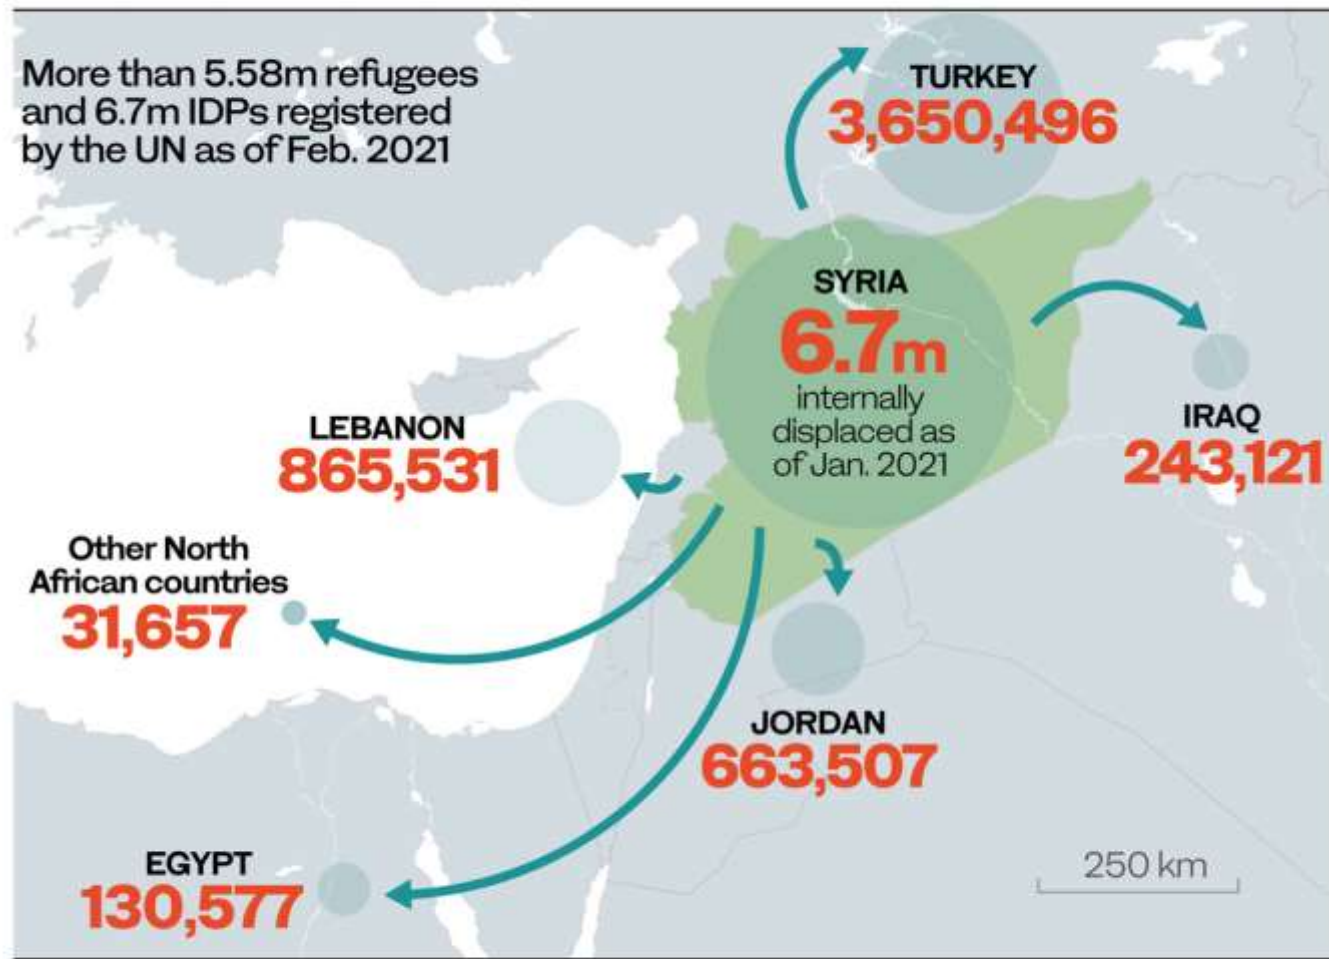 More than 5.58m refugees
and 6.7m IDPs registered
by the UN as of Feb. 2021
TURKEY
3,650,496
SYRIA
6.7m
internally
displaced as
of Jan. 2021
IRAQ
243,121
LEBANON
865,531
Other North
African countries
31,657
JORDAN
663,507
EGYPT
130,577
250 km